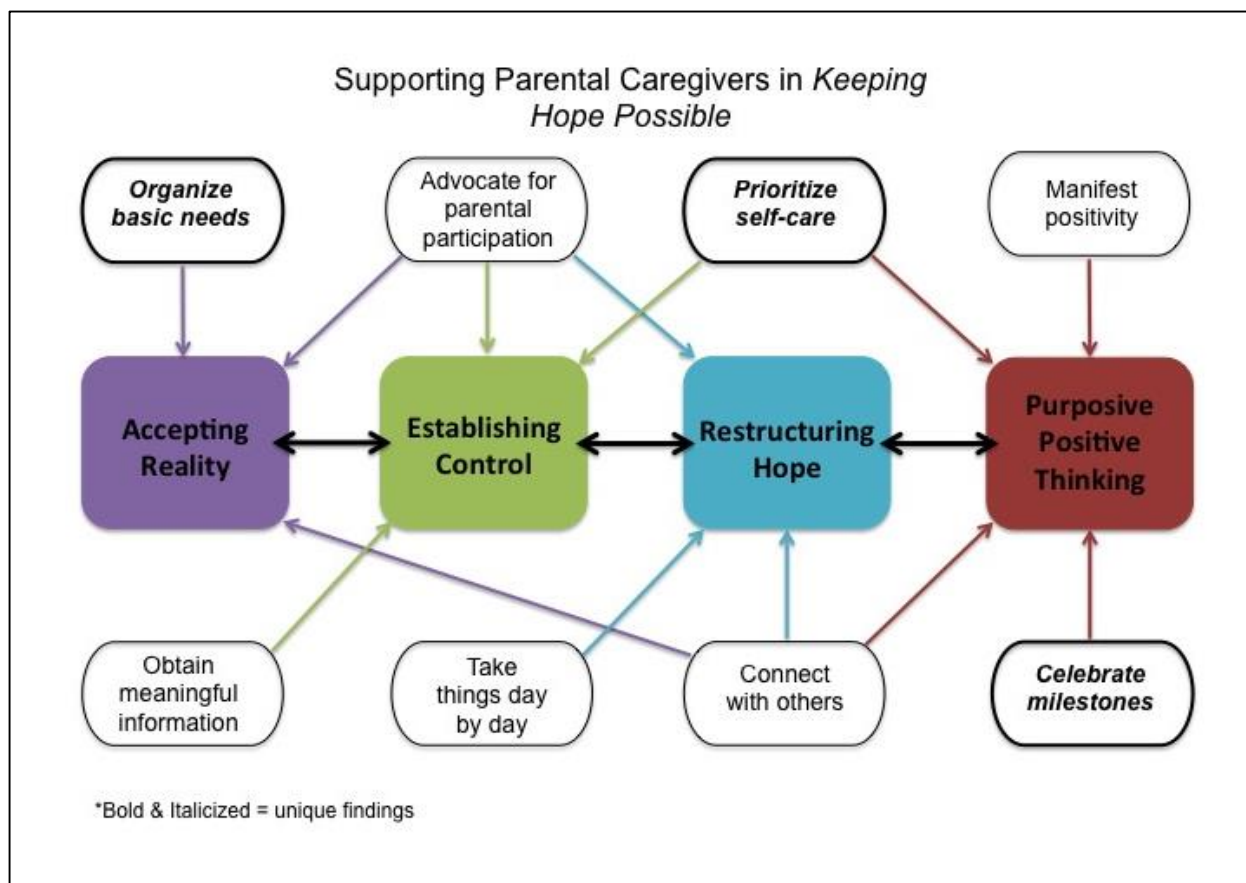 Supporting Parental Caregivers in Keeping
Hope Possible
Organize
basic needs
Advocate for
parental
participation
Prioritize
self-care
Manifest
positivity
Accepting
Reality
Establishing
Control
Restructuring
Hope
Purposive
Positive
Thinking
Obtain
meaningful
information
Take
things day
by day
Connect
with others
Celebrate
milestones
*Bold & Italicized = unique findings